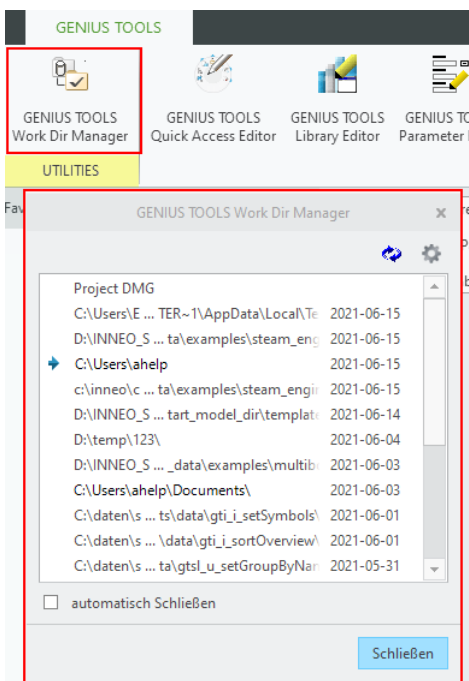 GENIUS TOOLS
GENIUS TOOLS
Work Dir Manager
GENIUS TOOLS
Quick Access Editor
GENIUS TOOLS
Library Editor
GENIUS TO
Parameter
UTILITIES
Fav
GENIUS TOOLS Work Dir Manager
Project DMG
C:\Users\E ... TER~1\AppData\Local\Te 2021-06-15
D:\INNEO_S ... ta\examples\steam_eng 2021-06-15
C:\Users\ahelp 2021-06-15
c:\inneo\c ... ta\examples\steam_engi 2021-06-15
D:\INNEO_S ... tart_model_dir\template 2021-06-14
D:\temp\123\ 2021-06-04
D:\INNEO_S ... _data\examples\multib 2021-06-03
C:\Users\ahelp\Documents\ 2021-06-03
C:\daten\s ... ts\data\gti_i_setSymbols\ 2021-06-01
C:\daten\s ... \data\gti_i_sortOverview\ 2021-06-01
C:\daten\s ... ta\gtsl_u_setGroupByNam 2021-05-31
automatisch Schließen
Schließen